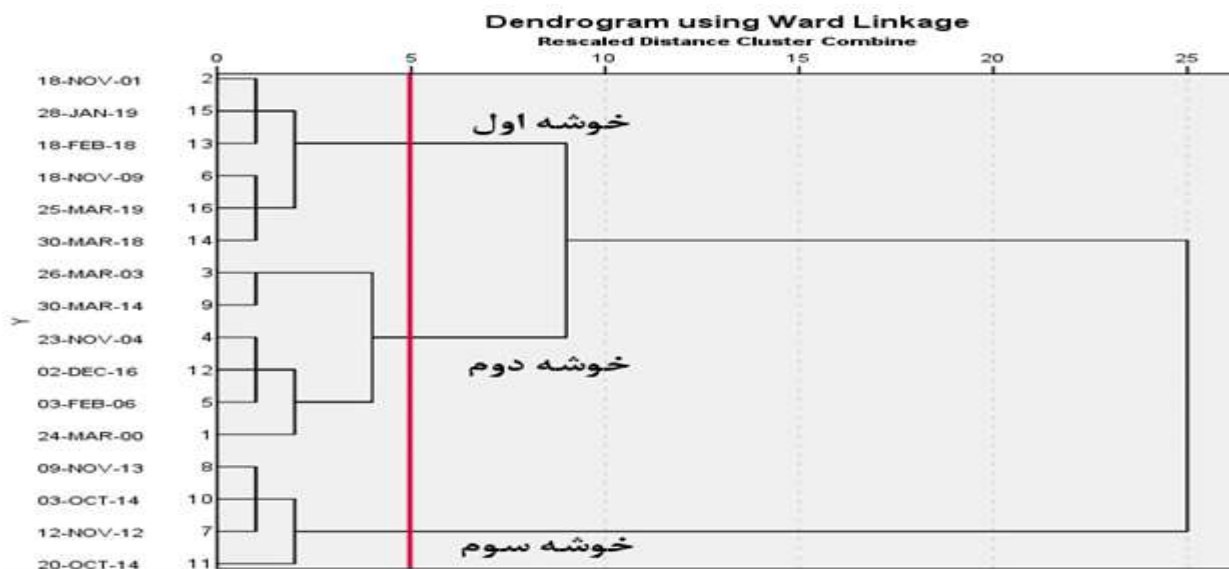 Dendrogram using Ward Linkage
Rescaled Distance Cluster Combine
0 5 10 15 20 25
18-NOV-01 2
28-JAN-19 15
خوشه اول
18-FEB-18 13
18-NOV-09 6
25-MAR-19 16
30-MAR-18 14
26-MAR-03 3
30-MAR-14 9
Y
23-NOV-04 4
خوشه دوم
02-DEC-16 12
03-FEB-06 5
24-MAR-00 1
09-NOV-13 8
03-OCT-14 10
12-NOV-12 7
خوشه سوم
20-OCT-14 11